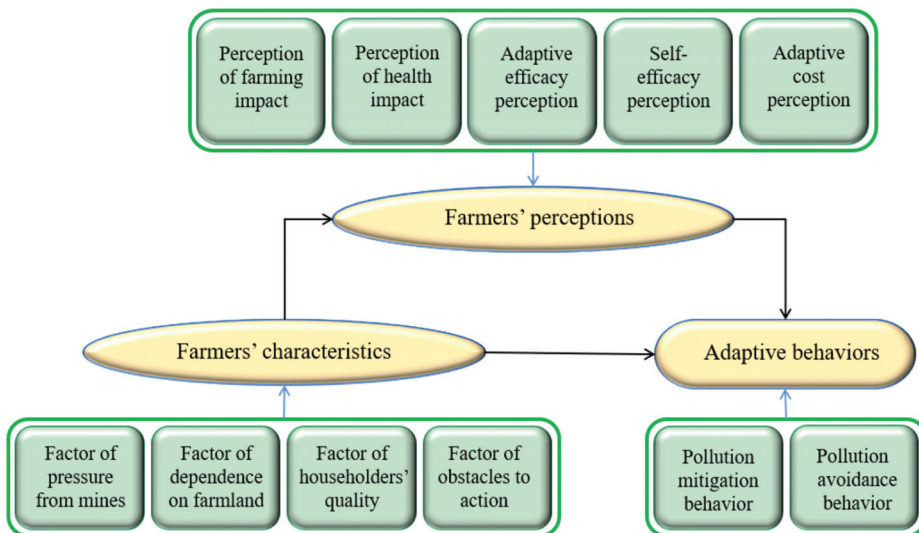 Perception
of farming
impact
Perception
of health
impact
Adaptive
efficacy
perception
Self-
efficacy
perception
Adaptive
cost
perception
Farmers’ perceptions
Farmers’ characteristics
Adaptive behaviors
Factor of
pressure
from mines
Factor of
dependence
on farmland
Factor of
householders’
quality
Factor of
obstacles to
action
Pollution
mitigation
behavior
Pollution
avoidance
behavior